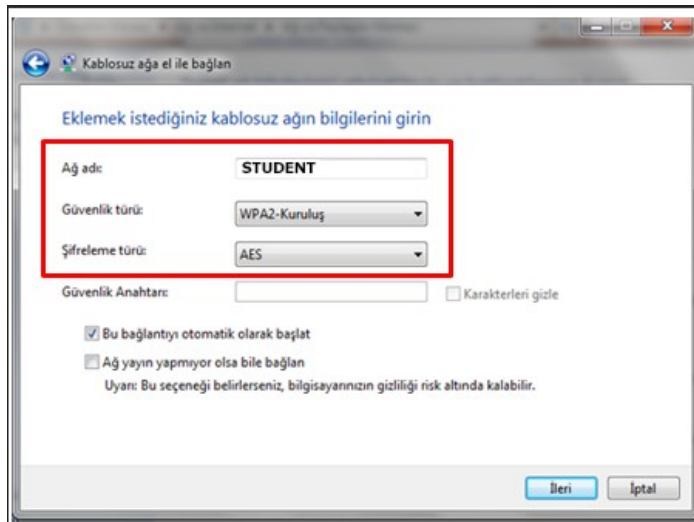 Kablosuz ağa el ile bağlan
Eklemek istediğiniz kablosuz ağın bilgilerini girin
Ağ adı: STUDENT
Güvenlik türü: WPA2-Kuruluş
Şifreleme türü: AES
Güvenlik Anahtarı: Karakterleri gizle
Bu bağlantıyı otomatik olarak başlat
Ağ yayın yapmıyor olsa bile bağlan
Uyarı: Bu seçeneği belirlerseniz, bilgisayarınızın gizliliği risk altında kalabilir.
İleri İptal